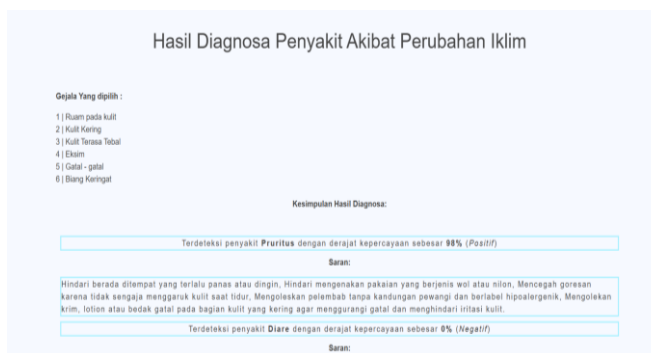 Hasil Diagnosa Penyakit Akibat Perubahan Iklim
Gejala Yang dipilih :
1 | Ruam pada kulit
2 | Kulit Kering
3 | Kulit Terasa Tebal
4 | Eksim
5 | Gatal - gatal
6 | Biang Keringat
Kesimpulan Hasil Diagnosa:
Terdeteksi penyakit Pruritus dengan derajat kepercayaan sebesar 98% (Positif)
Saran:
Hindari berada ditempat yang terlalu panas atau dingin, Hindari mengenakan pakaian yang berjenis wol atau nilon, Mencegah goresan
karena tidak sengaja menggaruk kulit saat tidur, Mengoleskan pelembab tanpa kandungan pewangi dan berlabel hipoalergenik, Mengolekan
krim, lotion atau bedak gatal pada bagian kulit yang kering agar menggurangi gatal dan menghindari iritasi kulit.
Terdeteksi penyakit Diare dengan derajat kepercayaan sebesar 0% (Negatif)
Saran: